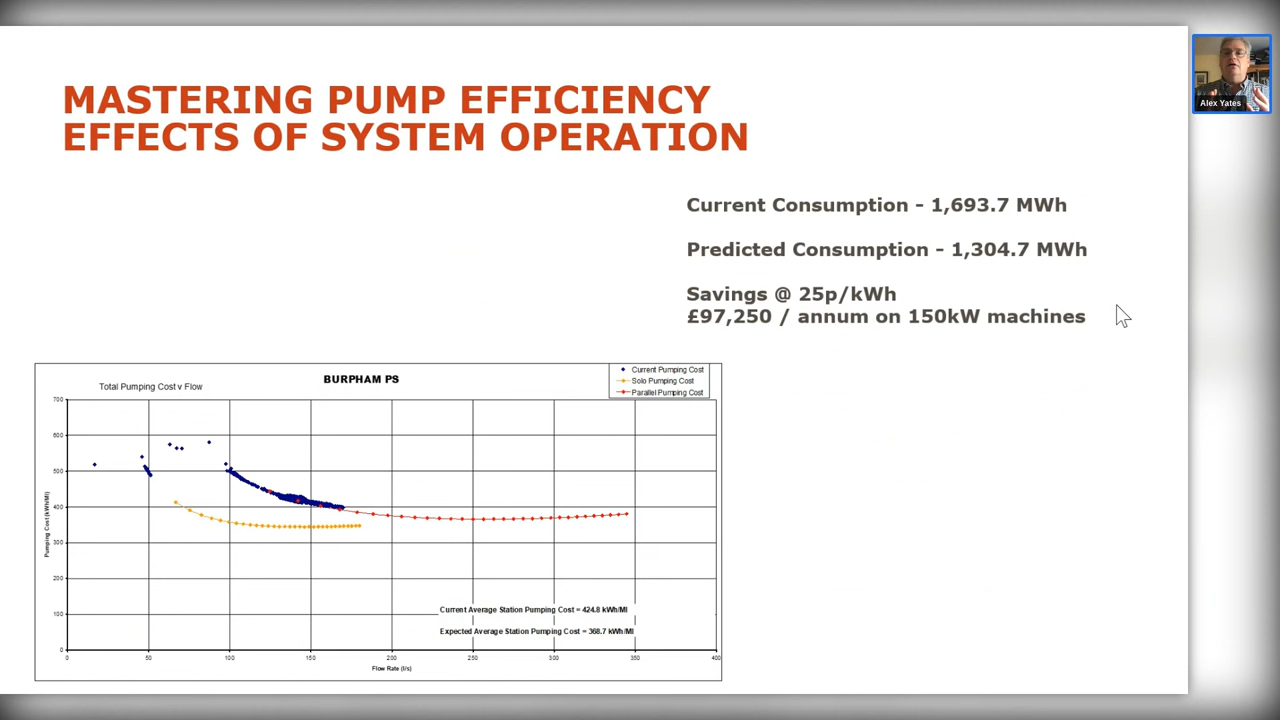 MASTERING PUMP EFFICIENCY
EFFECTS OF SYSTEM OPERATION
Alex Yates
Current Consumption - 1,693.7 MWh
Predicted Consumption - 1,304.7 MWh
Savings @ 25p/kWh
£97,250 / annum on 150kW machines
Total Pumping Cost v Flow
BURPHAM PS
Current Pumping Cost
Solo Pumping Cost
Parallel Pumping Cost
700
600
500
400
300
200
100
0
Pumping Cost (kWh/Ml)
Current Average Station Pumping Cost = 424.8 kWh/Ml
Expected Average Station Pumping Cost = 368.7 kWh/Ml
0 50 100 150 200 250 300 350 400
Flow Rate (l/s)